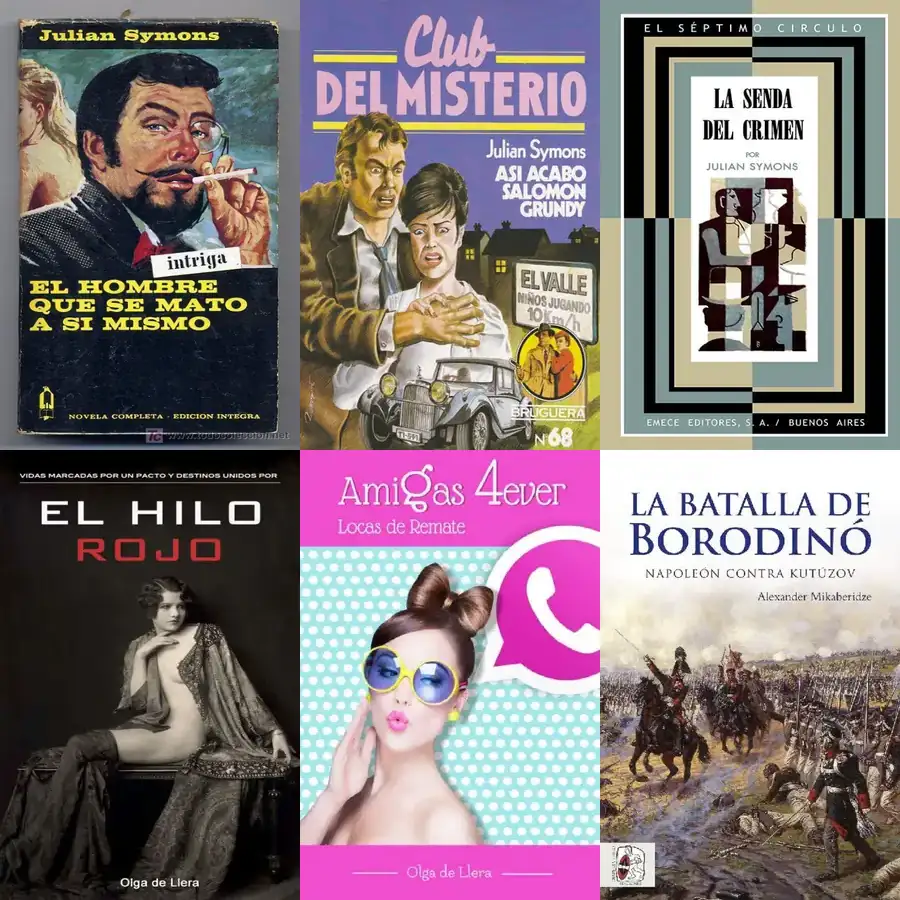 Julian Symons
intriga
EL HOMBRE
QUE SE MATO
A SI MISMO
NOVELA COMPLETA - EDICION INTEGRA
TC www.todocoleccion.net
Club
DEL MISTERIO
Julian Symons
ASI ACABO
SALOMON
GRUNDY
EL VALLE
NIÑOS JUGANDO
10 Km/h
BRUGUERA
Nº68
EL SÉPTIMO CIRCULO
LA SENDA
DEL CRIMEN
POR
JULIAN SYMONS
EMECE EDITORES, S. A. / BUENOS AIRES
VIDAS MARCADAS POR UN PACTO Y DESTINOS UNIDOS POR
EL HILO
ROJO
Olga de Llera
Amigas 4ever
Locas de Remate
Olga de Llera
LA BATALLA DE
BORODINÓ
NAPOLEÓN CONTRA KUTÚZOV
Alexander Mikaberidze